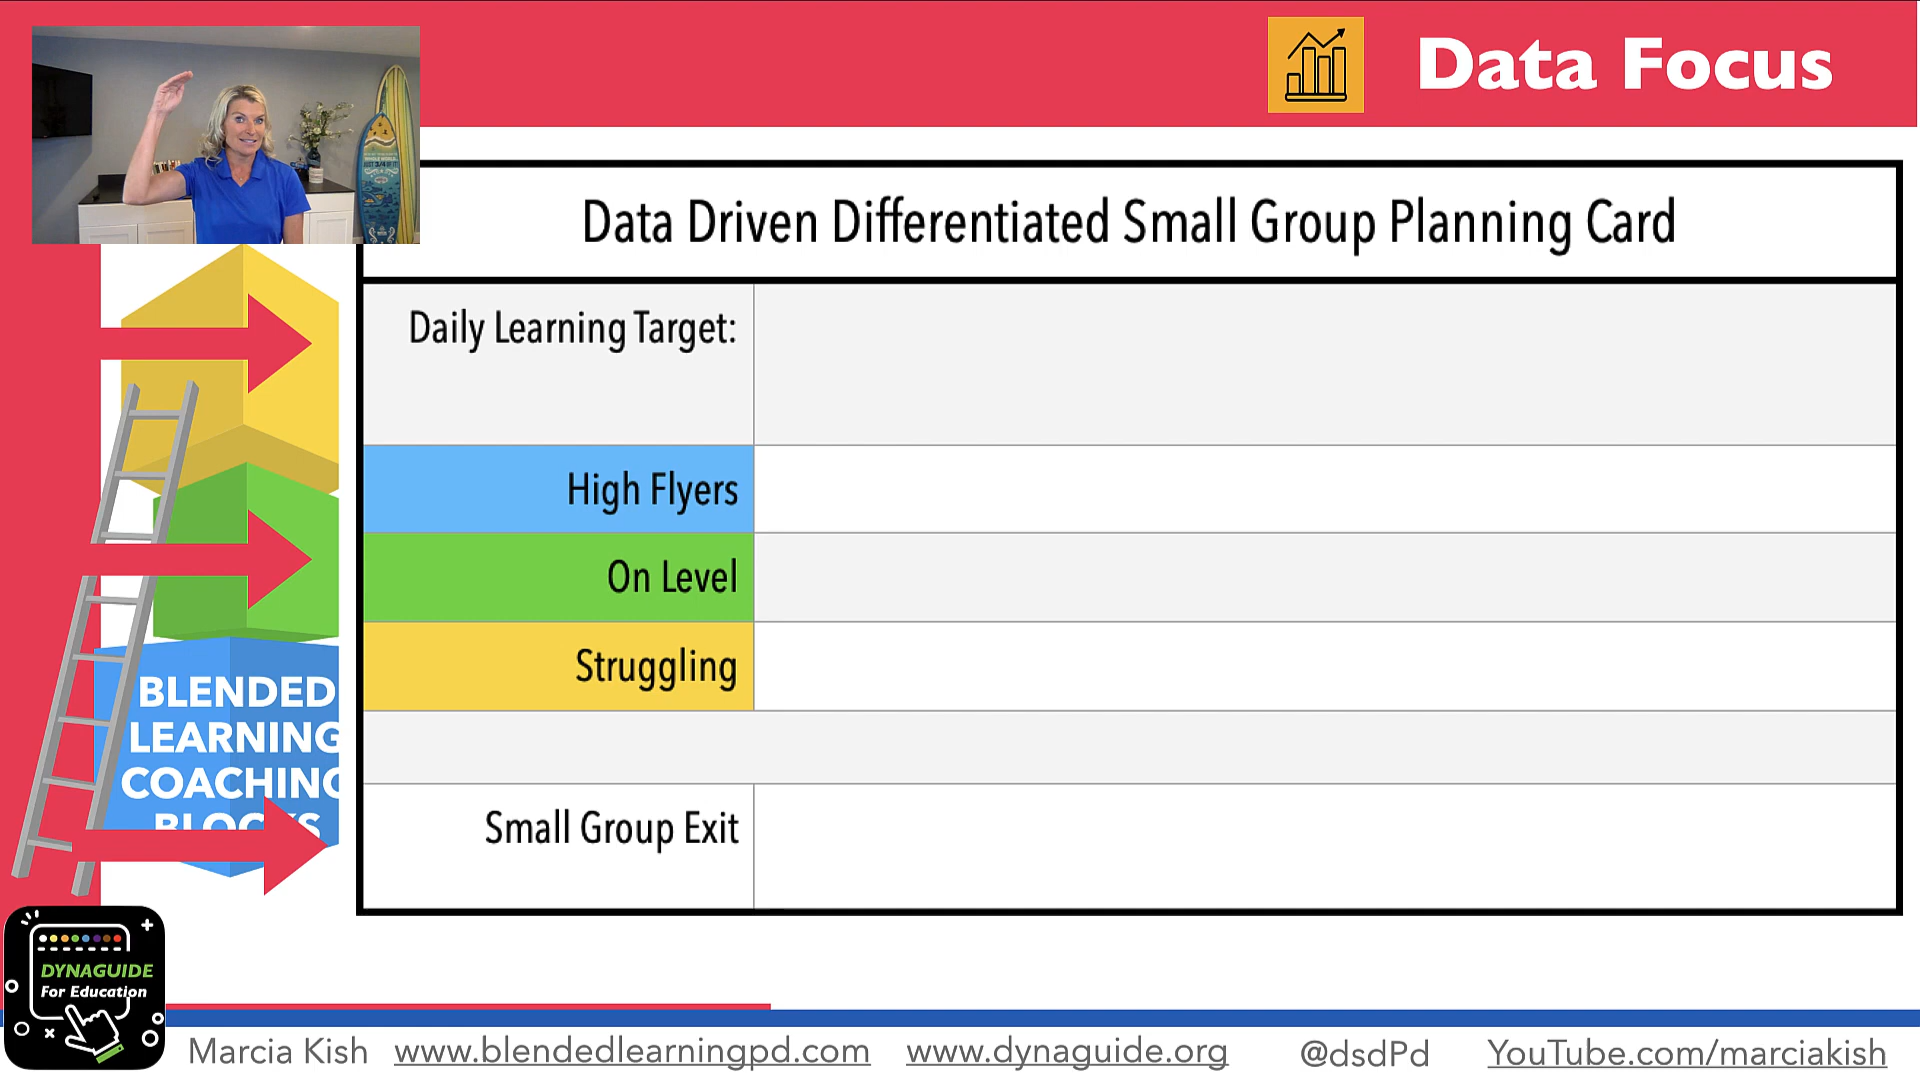 Data Focus
Data Driven Differentiated Small Group Planning Card
Daily Learning Target:
High Flyers
On Level
Struggling
Small Group Exit
BLENDED
LEARNING
COACHING
BLOCKS
DYNAGUIDE
For Education
Marcia Kish www.blendedlearningpd.com www.dynaguide.org @dsdPd YouTube.com/marciakish